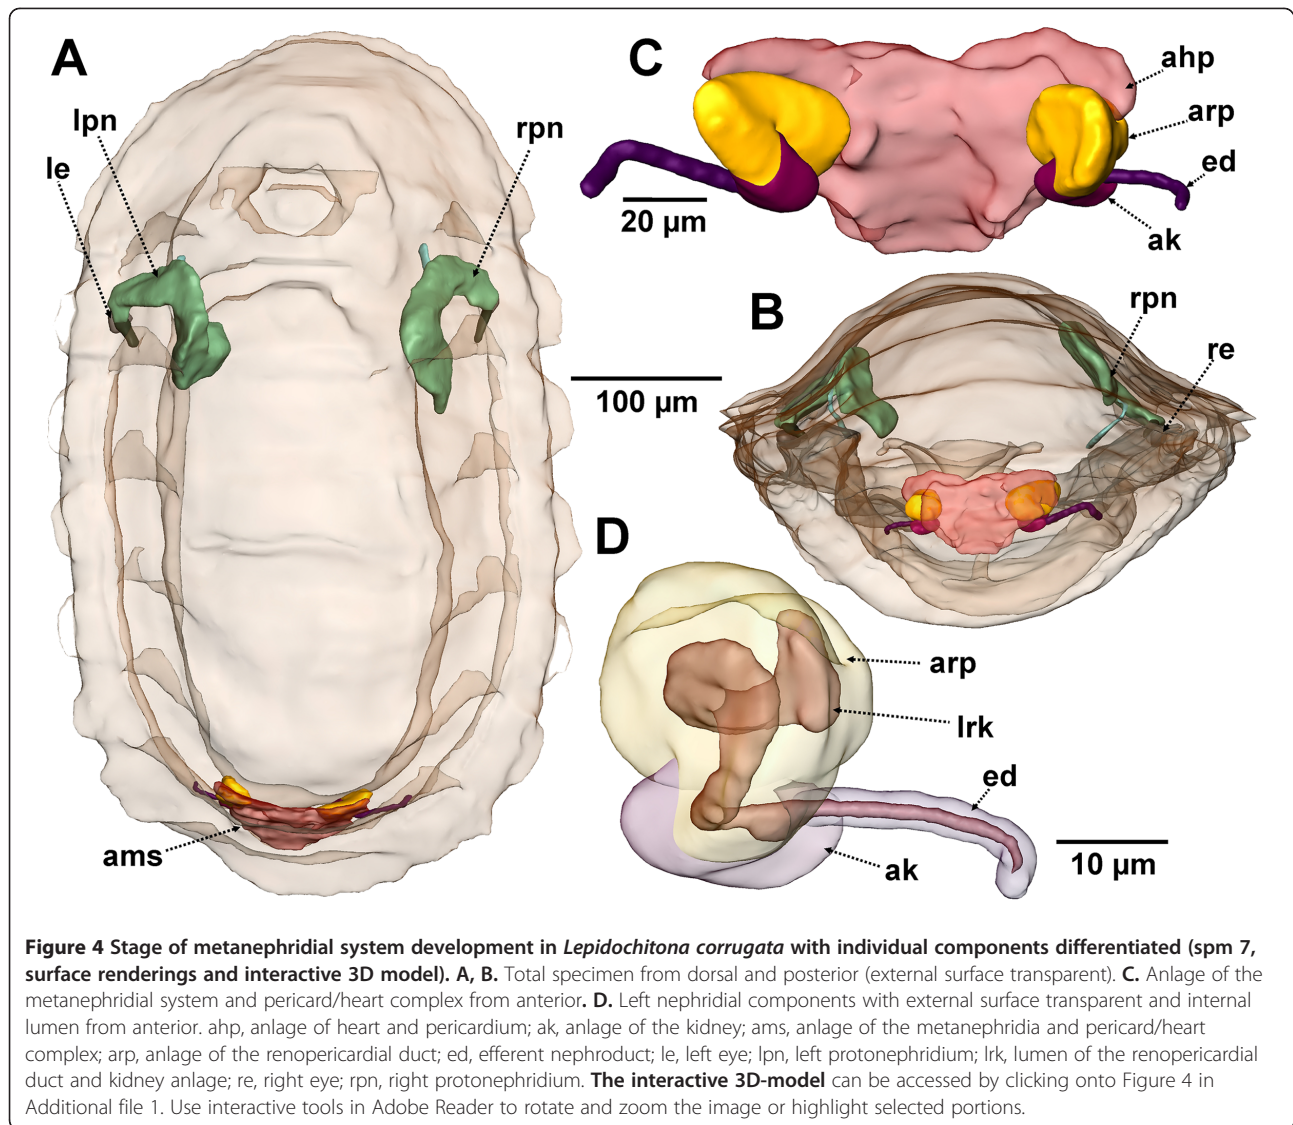 A
lpn
le
rpn
ams
C
ahp
arp
ed
ak
20 µm
100 µm
B
rpn
re
D
arp
lrk
ed
ak
10 µm
Figure 4 Stage of metanephridial system development in Lepidochitona corrugata with individual components differentiated (spm 7,
surface renderings and interactive 3D model). A, B. Total specimen from dorsal and posterior (external surface transparent). C. Anlage of the
metanephridial system and pericard/heart complex from anterior. D. Left nephridial components with external surface transparent and internal
lumen from anterior. ahp, anlage of heart and pericardium; ak, anlage of the kidney; ams, anlage of the metanephridia and pericard/heart
complex; arp, anlage of the renopericardial duct; ed, efferent nephroduct; le, left eye; lpn, left protonephridium; lrk, lumen of the renopericardial
duct and kidney anlage; re, right eye; rpn, right protonephridium. The interactive 3D-model can be accessed by clicking onto Figure 4 in
Additional file 1. Use interactive tools in Adobe Reader to rotate and zoom the image or highlight selected portions.